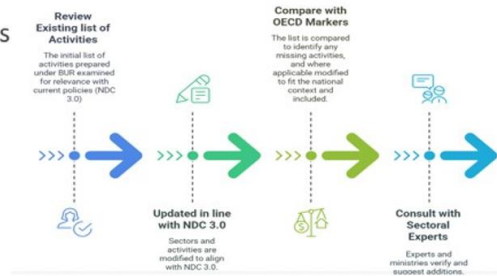 s
Review
Existing list of
Activities
The initial list of
activities prepared
under BUR examined
for relevance with
current policies (NDC
3.0)
Updated in line
with NDC 3.0
Sectors and
activities are
modified to align
with NDC 3.0.
Compare with
OECD Markers
The list is compared
to identify any
missing activities,
and where
applicable modified
to fit the national
context and
included.
Consult with
Sectoral
Experts
Experts and
ministries verify and
suggest additions.